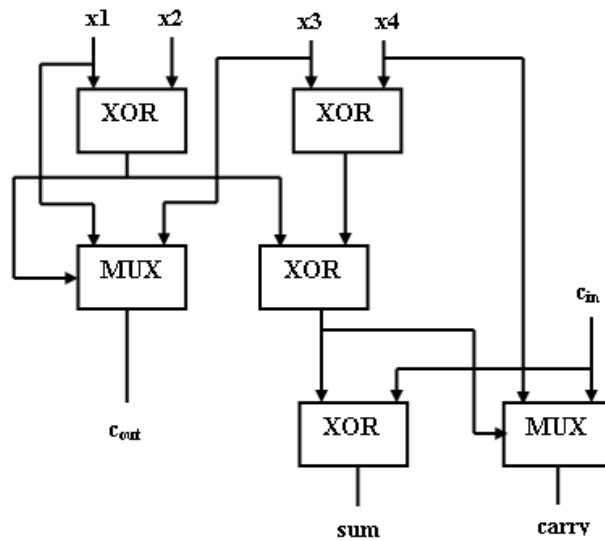 x1 x2 x3 x4
XOR XOR
MUX XOR
cin
XOR MUX
cout
sum carry